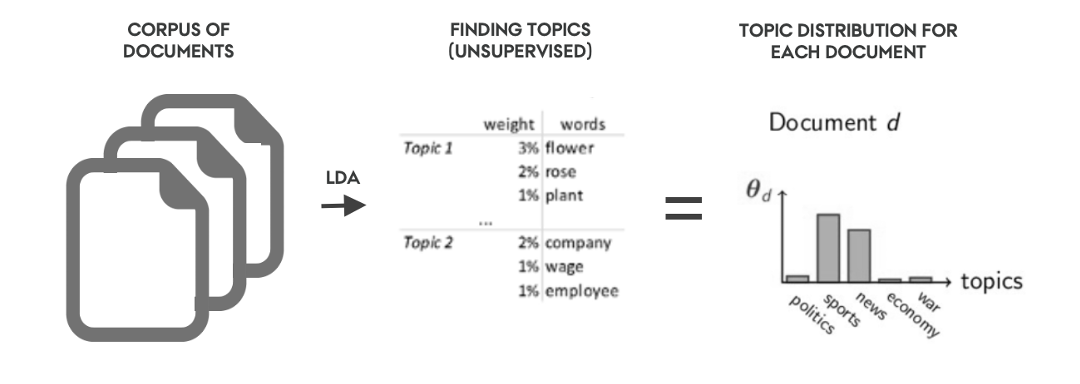 CORPUS OF
DOCUMENTS
FINDING TOPICS
(UNSUPERVISED)
TOPIC DISTRIBUTION FOR
EACH DOCUMENT
LDA
weight words
Topic 1 3% flower
2% rose
1% plant
...
Topic 2 2% company
1% wage
1% employee
=
Document d
θd
topics
politics
sports
news
economy
war